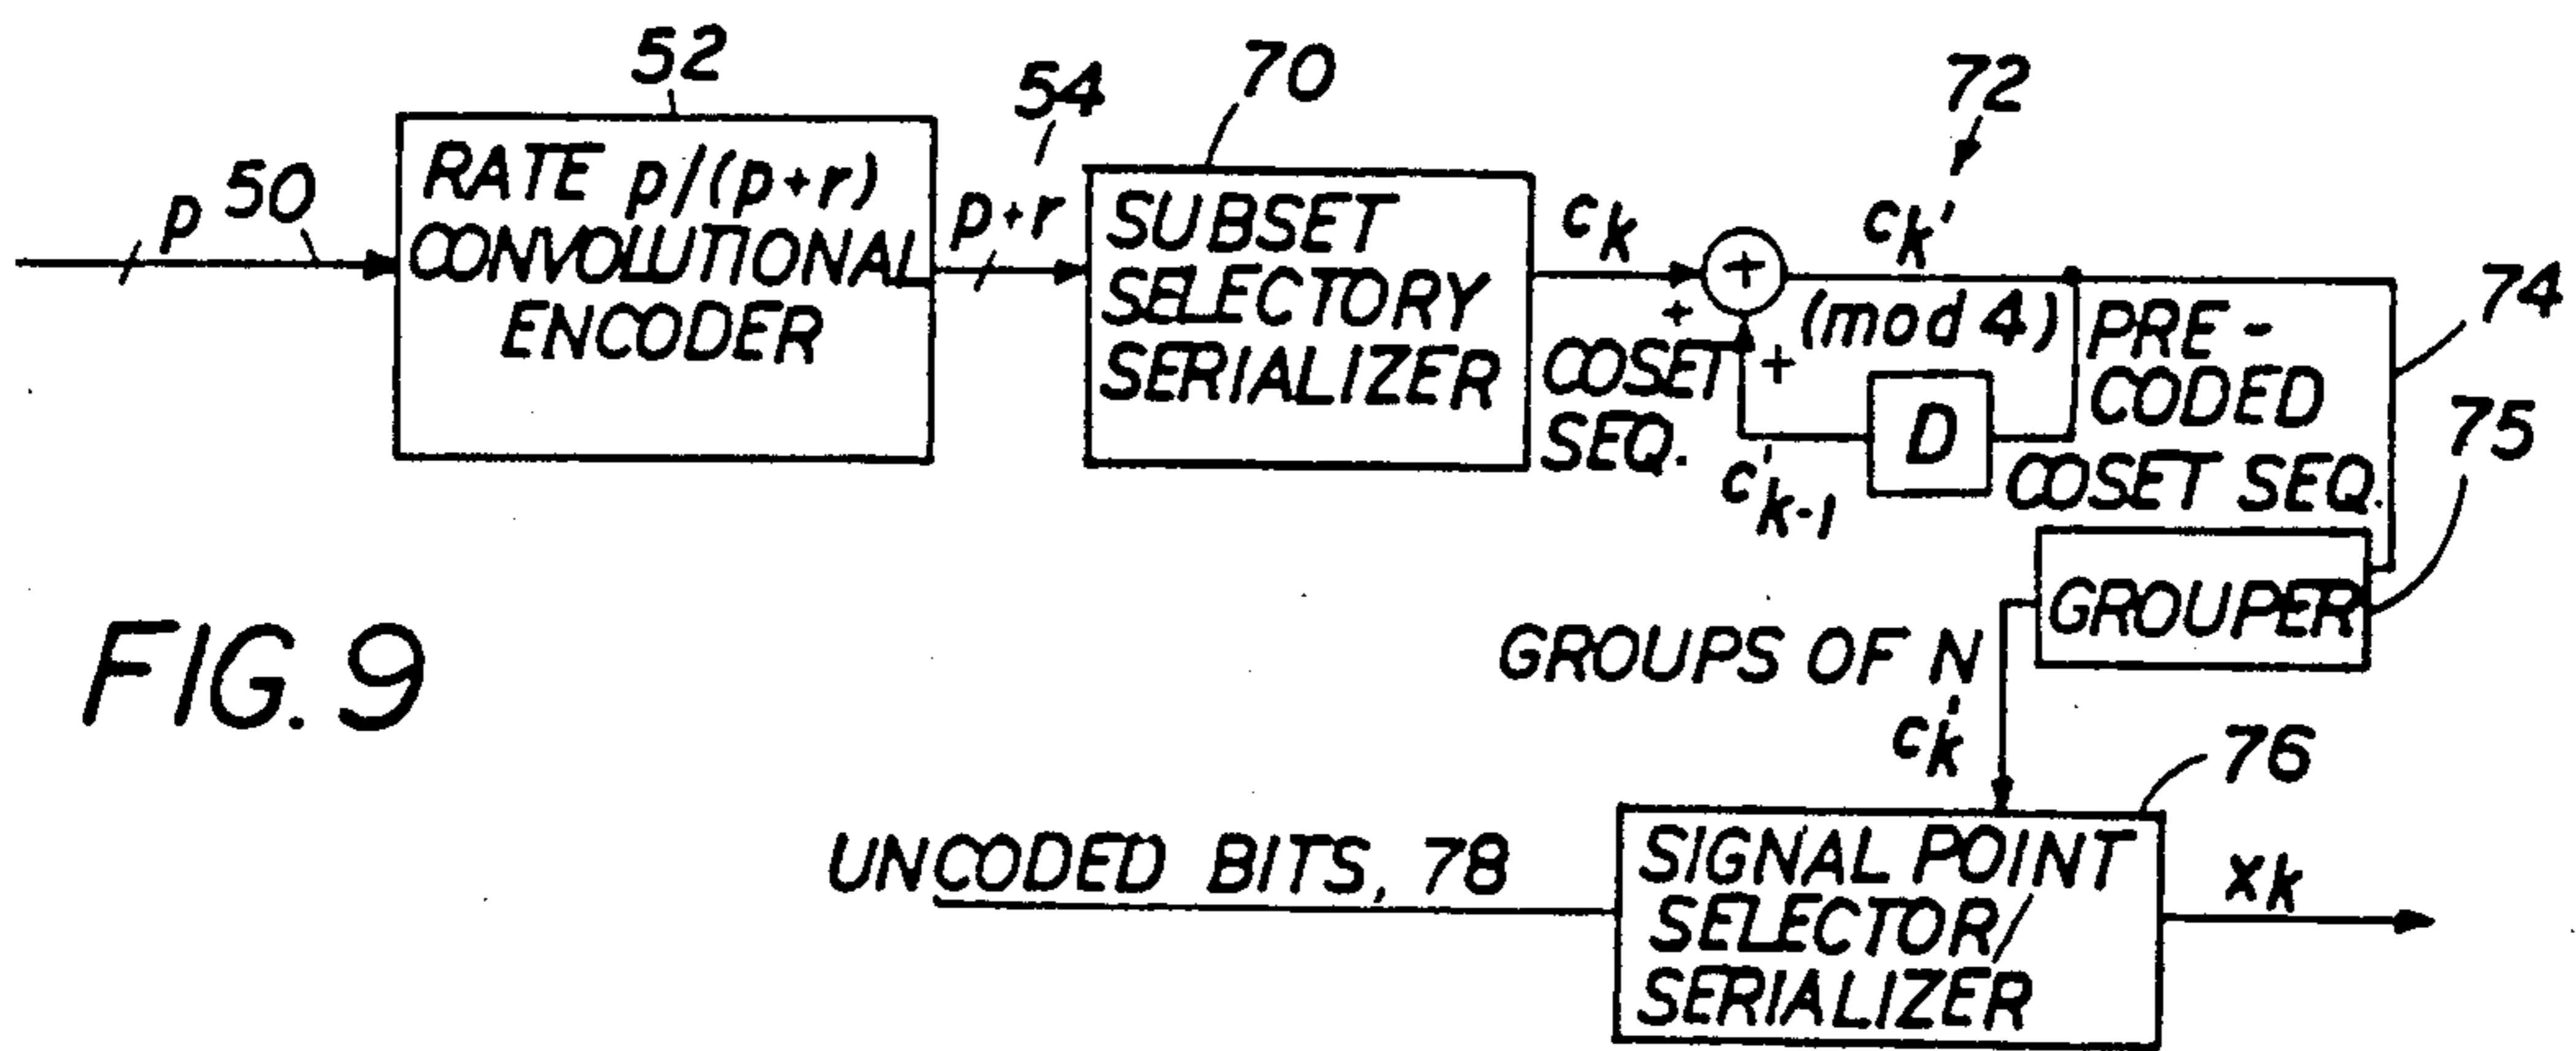 52
54
70
72
p 50
RATE p/(p+r)
CONVOLUTIONAL
ENCODER
p+r
SUBSET
SELECTORY
SERIALIZER
ck
+
COSET
SEQ.
+
+
ck'
(mod 4)
D
c'k-1
PRE-
CODED
COSET SEQ.
74
75
GROUPER
GROUPS OF N
c'k
76
UNCODED BITS, 78
SIGNAL POINT
SELECTOR/
SERIALIZER
xk
FIG. 9